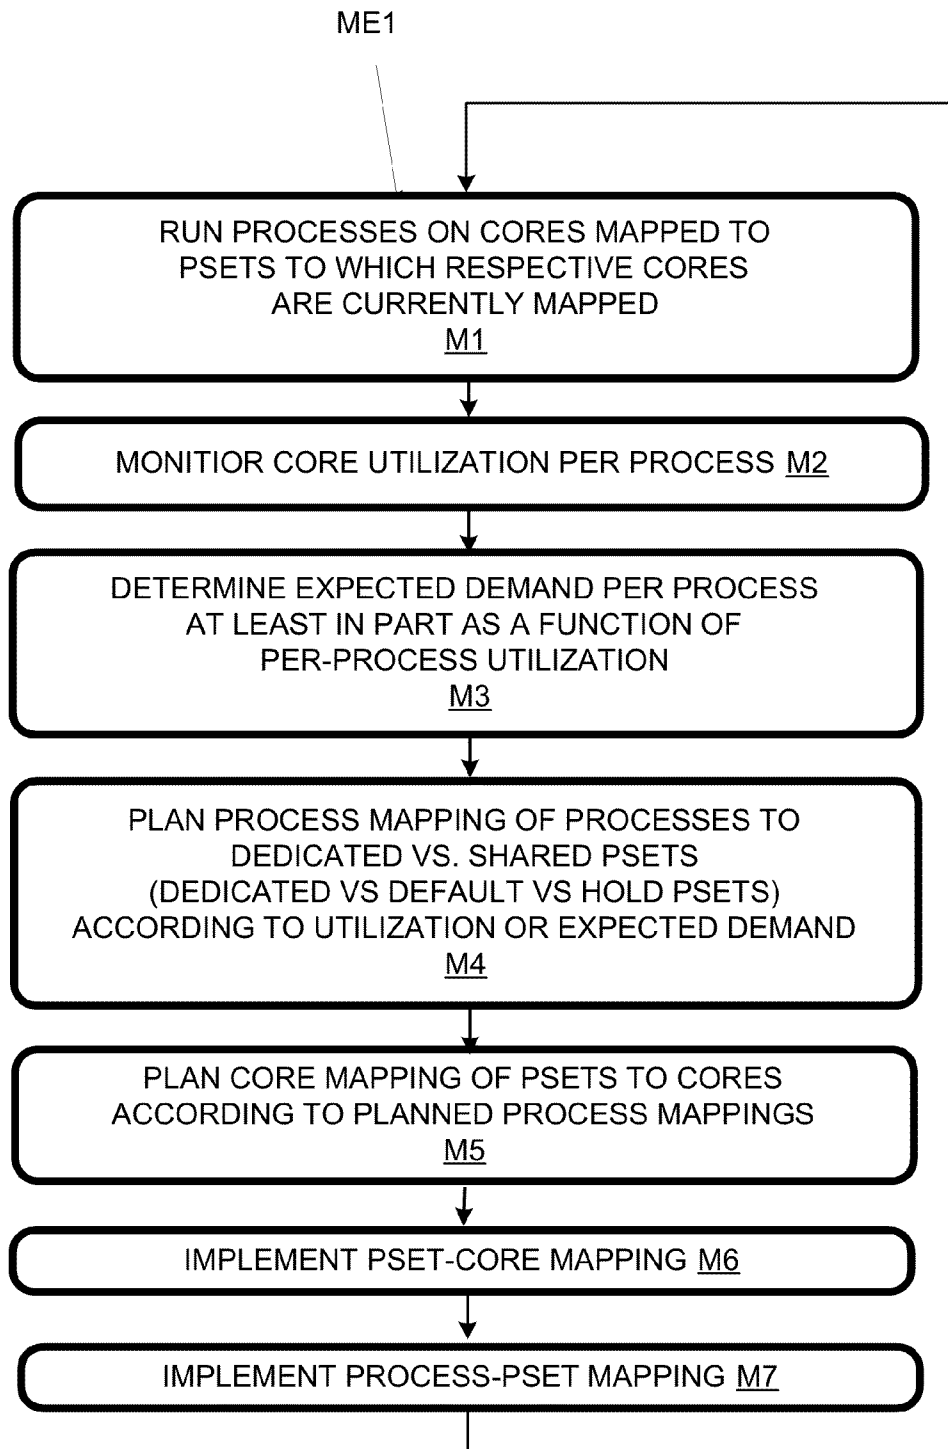 ME1
RUN PROCESSES ON CORES MAPPED TO
PSETS TO WHICH RESPECTIVE CORES
ARE CURRENTLY MAPPED
M1
MONITIOR CORE UTILIZATION PER PROCESS M2
DETERMINE EXPECTED DEMAND PER PROCESS
AT LEAST IN PART AS A FUNCTION OF
PER-PROCESS UTILIZATION
M3
PLAN PROCESS MAPPING OF PROCESSES TO
DEDICATED VS. SHARED PSETS
(DEDICATED VS DEFAULT VS HOLD PSETS)
ACCORDING TO UTILIZATION OR EXPECTED DEMAND
M4
PLAN CORE MAPPING OF PSETS TO CORES
ACCORDING TO PLANNED PROCESS MAPPINGS
M5
IMPLEMENT PSET-CORE MAPPING M6
IMPLEMENT PROCESS-PSET MAPPING M7